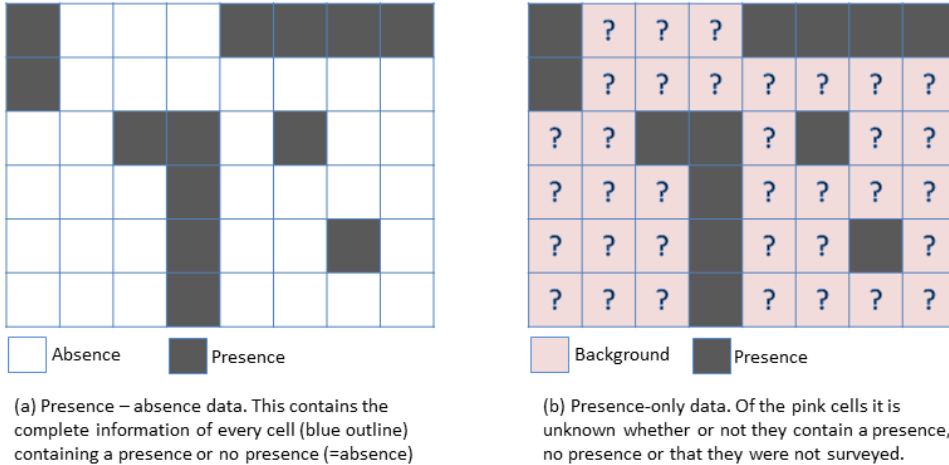 ? ? ?
? ? ? ? ? ? ?
? ? ? ? ?
? ? ? ? ? ? ?
? ? ? ? ? ?
? ? ? ? ? ? ?
Absence Presence
Background Presence
(a) Presence – absence data. This contains the
complete information of every cell (blue outline)
containing a presence or no presence (=absence)
(b) Presence-only data. Of the pink cells it is
unknown whether or not they contain a presence,
no presence or that they were not surveyed.